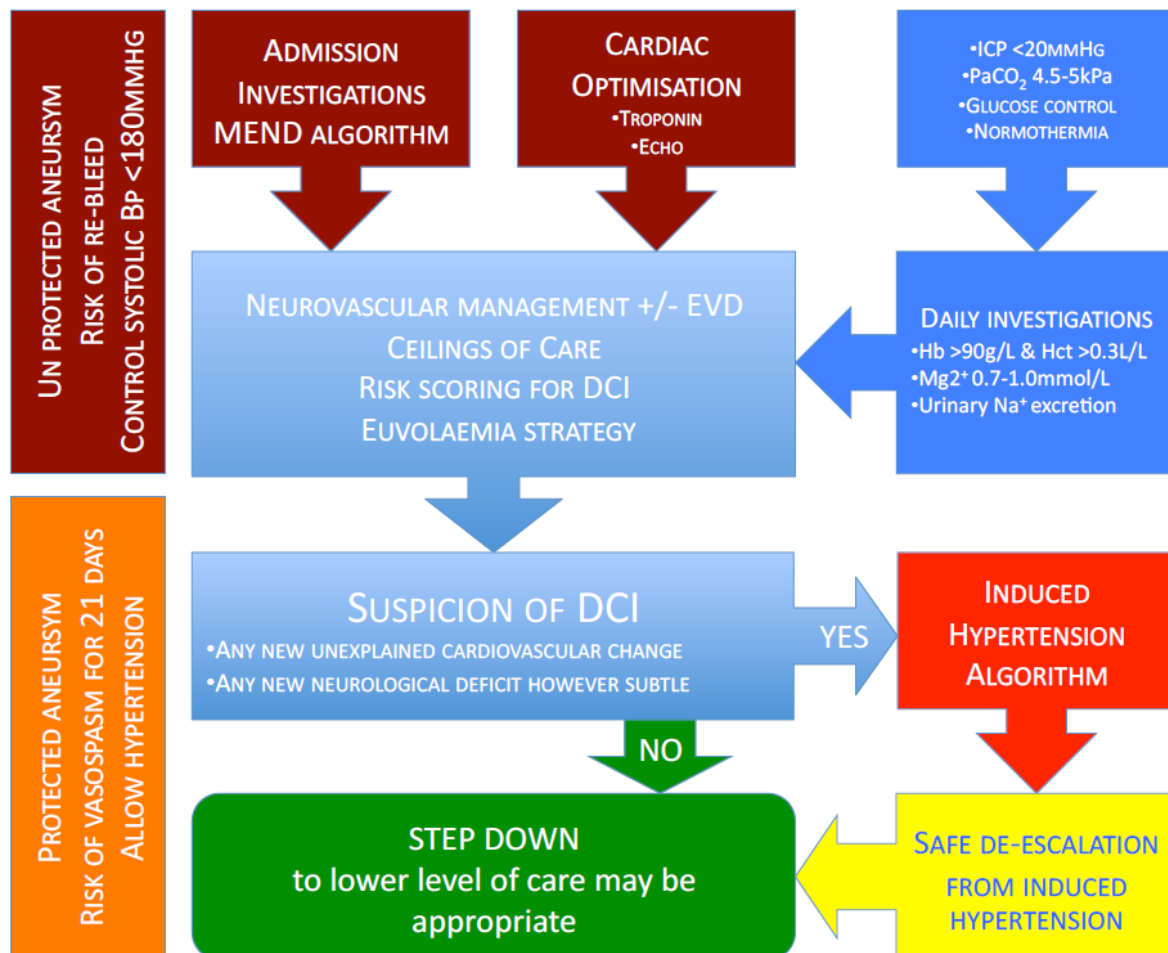 UN PROTECTED ANEURSYM
RISK OF RE-BLEED
CONTROL SYSTOLIC BP <180MMHG
ADMISSION
INVESTIGATIONS
MEND ALGORITHM
CARDIAC
OPTIMISATION
•TROPONIN
•ECHO
•ICP <20MMHG
•PaCO₂ 4.5-5kPa
•GLUCOSE CONTROL
•NORMOTHERMIA
NEUROVASCULAR MANAGEMENT +/- EVD
CEILINGS OF CARE
RISK SCORING FOR DCI
EUVOLAEMIA STRATEGY
DAILY INVESTIGATIONS
•Hb >90g/L & Hct >0.3L/L
•Mg2⁺ 0.7-1.0mmol/L
•Urinary Na⁺ excretion
PROTECTED ANEURSYM
RISK OF VASOSPASM FOR 21 DAYS
ALLOW HYPERTENSION
SUSPICION OF DCI
•ANY NEW UNEXPLAINED CARDIOVASCULAR CHANGE
•ANY NEW NEUROLOGICAL DEFICIT HOWEVER SUBTLE
YES
INDUCED
HYPERTENSION
ALGORITHM
NO
STEP DOWN
to lower level of care may be
appropriate
SAFE DE-ESCALATION
FROM INDUCED
HYPERTENSION